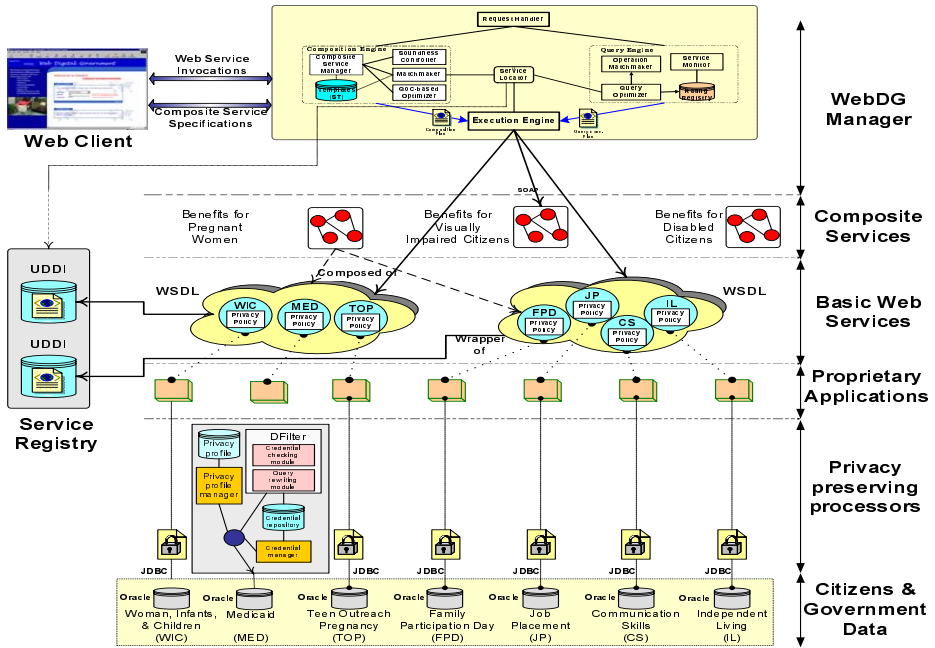 Request Handler
Composition Engine
Composite
Service
Manager
Soundness
Controller
Matchmaker
QoC-based
Optimizer
Templates
(ST)
Service
Locator
Query Engine
Operation
Matchmaker
Service
Monitor
Query
Optimizer
Registry
Execution Engine
Plan
Plan
Web Digital Government
Web Client
Web Service
Invocations
Composite Service
Specifications
WebDG
Manager
SOAP
Benefits for
Pregnant
Women
Benefits for
Visually
Impaired Citizens
Benefits for
Disabled
Citizens
Composite
Services
UDDI
UDDI
Service
Registry
WSDL
Composed of
WIC
Privacy
Policy
MED
Privacy
Policy
TOP
Privacy
Policy
FPD
Privacy
Policy
JP
Privacy
Policy
CS
Privacy
Policy
IL
Privacy
Policy
WSDL
Wrapper
of
Basic Web
Services
Proprietary
Applications
Privacy
profile
Privacy
profile
manager
DFilter
Credential
checking
module
Query
rewriting
module
Credential
repository
Credential
manager
Privacy
preserving
processors
JDBC
JDBC
JDBC
JDBC
JDBC
JDBC
Oracle
Woman, Infants,
& Children
(WIC)
Oracle
Medicaid
(MED)
Oracle
Teen Outreach
Pregnancy
(TOP)
Oracle
Family
Participation Day
(FPD)
Oracle
Job
Placement
(JP)
Oracle
Communication
Skills
(CS)
Oracle
Independent
Living
(IL)
Citizens &
Government
Data